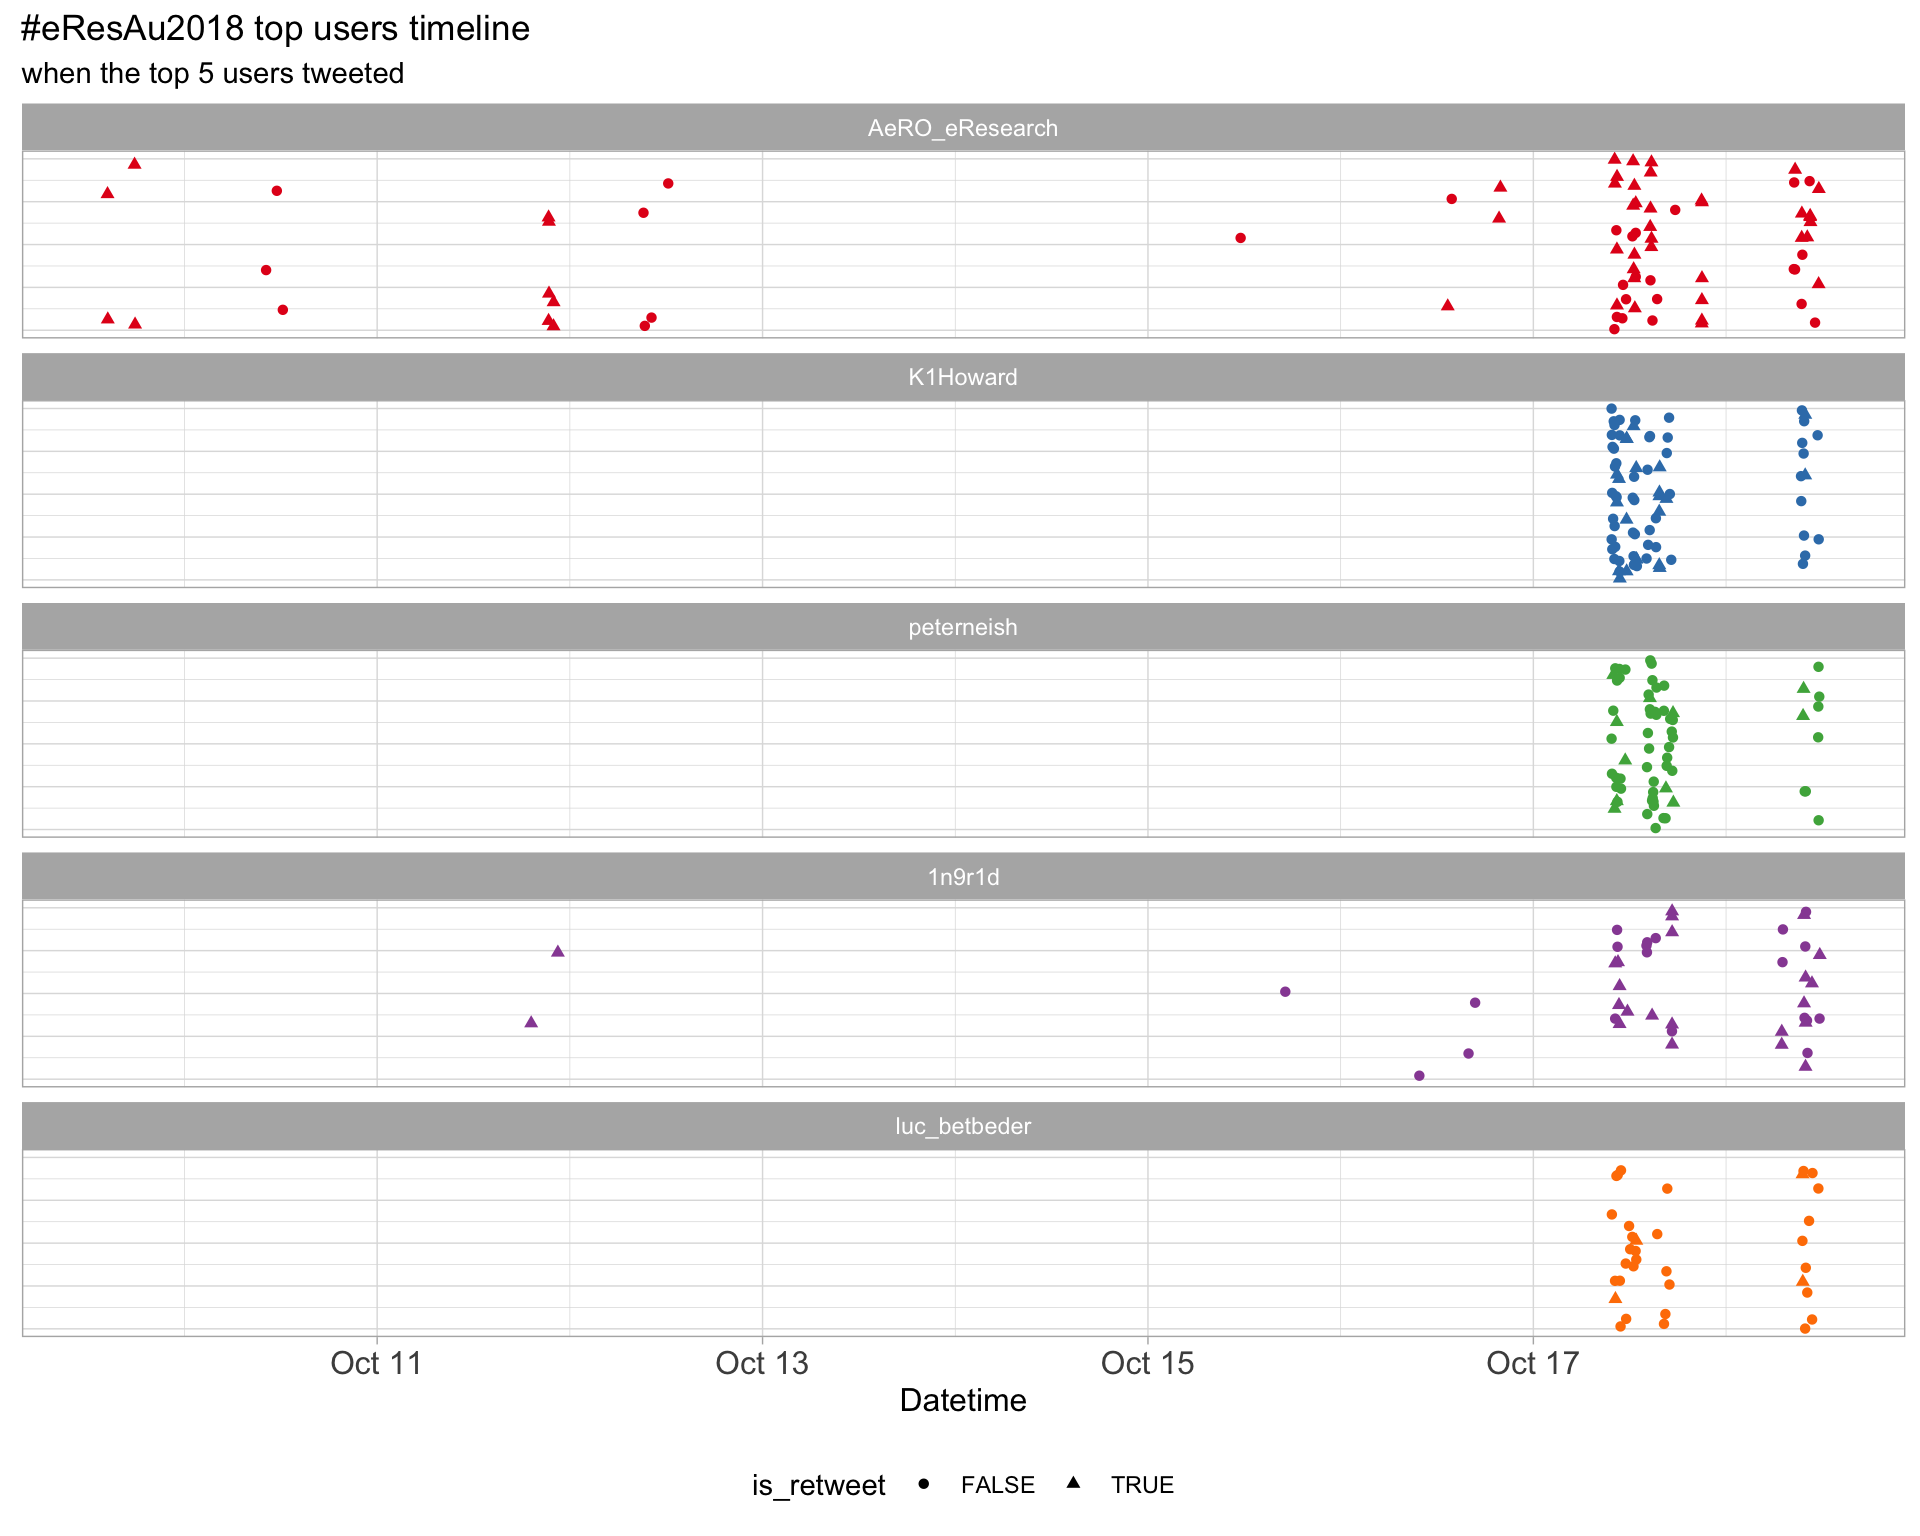 #eResAu2018 top users timeline
when the top 5 users tweeted
AeRO_eResearch
K1Howard
peterneish
1n9r1d
luc_betbeder
Oct 11 Oct 13 Oct 15 Oct 17
Datetime
is_retweet FALSE TRUE